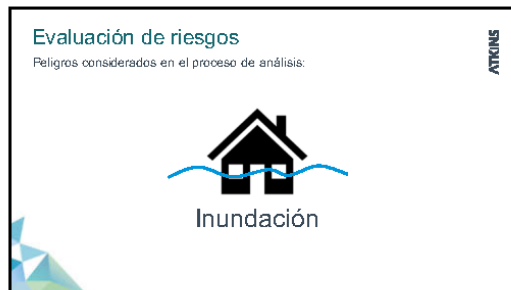 Evaluación de riesgos
Peligros considerados en el proceso de análisis:
ATKINS
Inundación